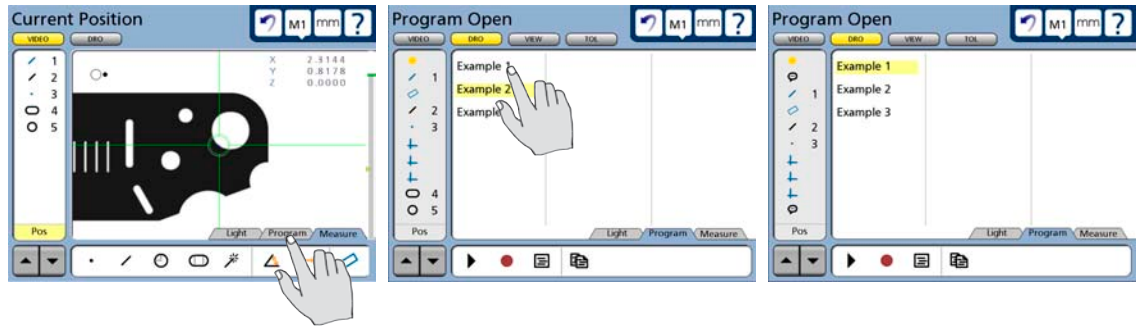 Current Position
M1 mm ?
VIDEO DRO
1
2
3
4
5
X 2.3144
Y 0.8178
Z 0.0000
Pos
Light Program Measure
Program Open
M1 mm ?
VIDEO DRO VIEW TOL
Example 1
Example 2
Example
1
2
3
4
5
Pos
Light Program Measure
Program Open
M1 mm ?
VIDEO DRO VIEW TOL
Example 1
Example 2
Example 3
1
2
3
Pos
Light Program Measure